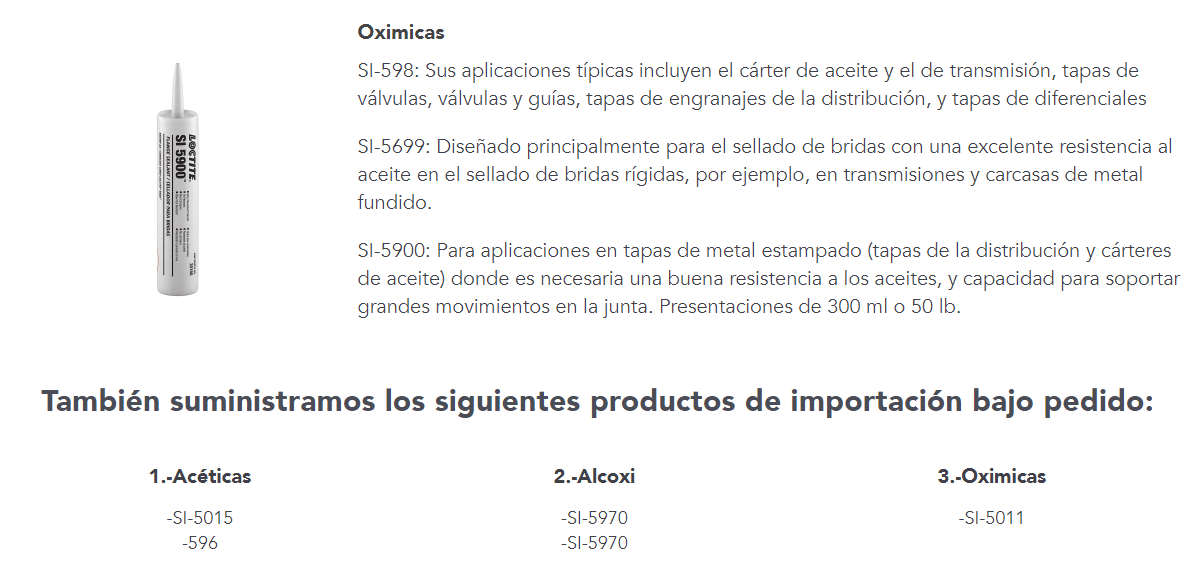 Oximicas
SI-598: Sus aplicaciones típicas incluyen el cárter de aceite y el de transmisión, tapas de
válvulas, válvulas y guías, tapas de engranajes de la distribución, y tapas de diferenciales
SI-5699: Diseñado principalmente para el sellado de bridas con una excelente resistencia al
aceite en el sellado de bridas rígidas, por ejemplo, en transmisiones y carcasas de metal
fundido.
SI-5900: Para aplicaciones en tapas de metal estampado (tapas de la distribución y cárteres
de aceite) donde es necesaria una buena resistencia a los aceites, y capacidad para soportar
grandes movimientos en la junta. Presentaciones de 300 ml o 50 lb.
LOCTITE
SI 5900
FLANGE SEALANT / SELLADOR PARA BRIDAS
También suministramos los siguientes productos de importación bajo pedido:
1.-Acéticas
-SI-5015
-596
2.-Alcoxi
-SI-5970
-SI-5970
3.-Oximicas
-SI-5011